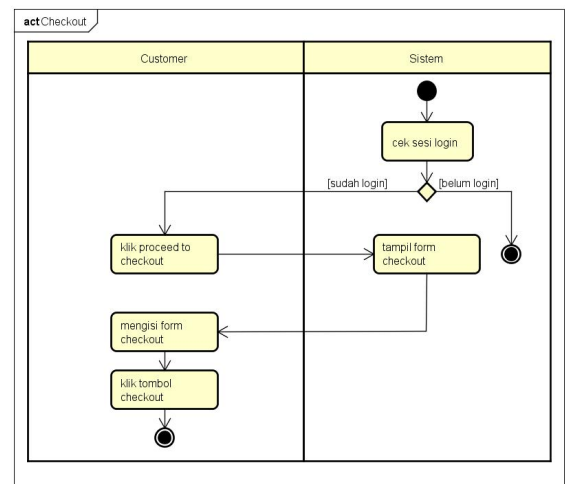 act Checkout
Customer
Sistem
cek sesi login
[sudah login]
[belum login]
klik proceed to
checkout
tampil form
checkout
mengisi form
checkout
klik tombol
checkout